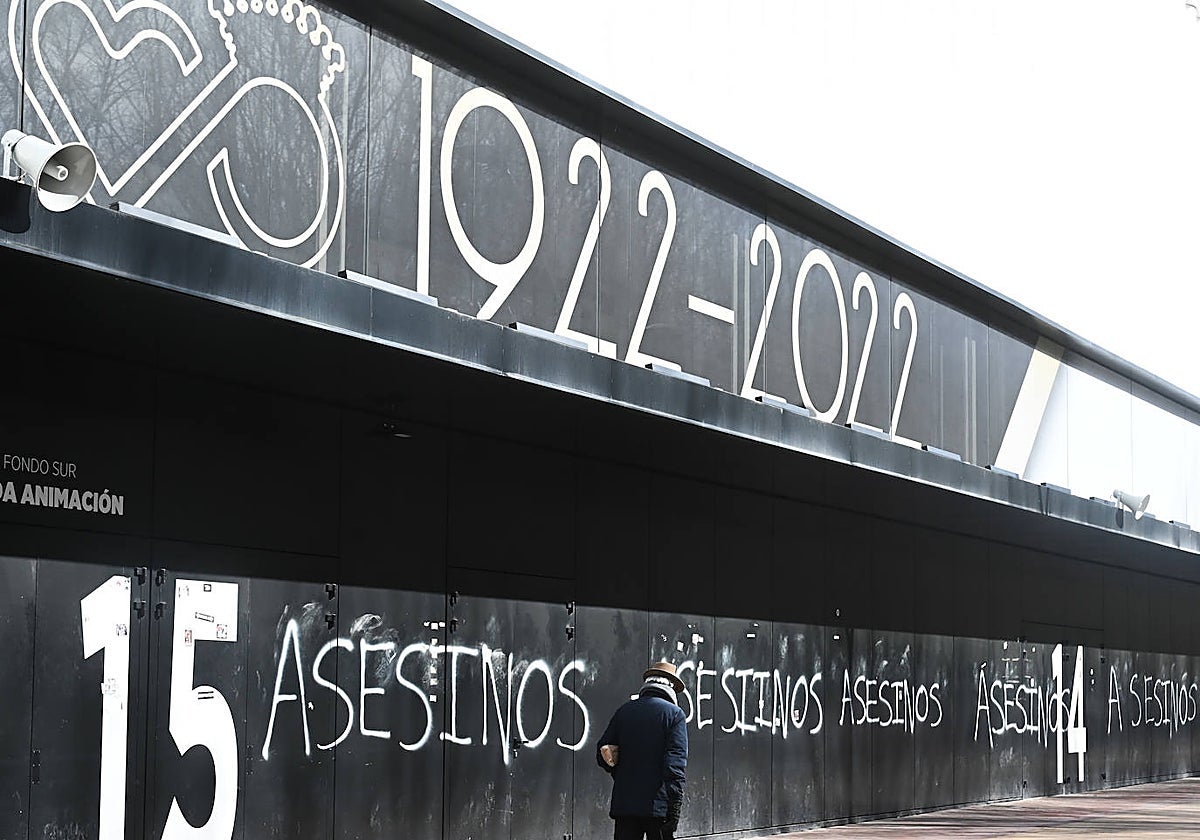 1922-2022
FONDO SUR
DA ANIMACIÓN
15
ASESINOS
ASESINOS
ASESINOS
ASESINOS
14
ASESINOS